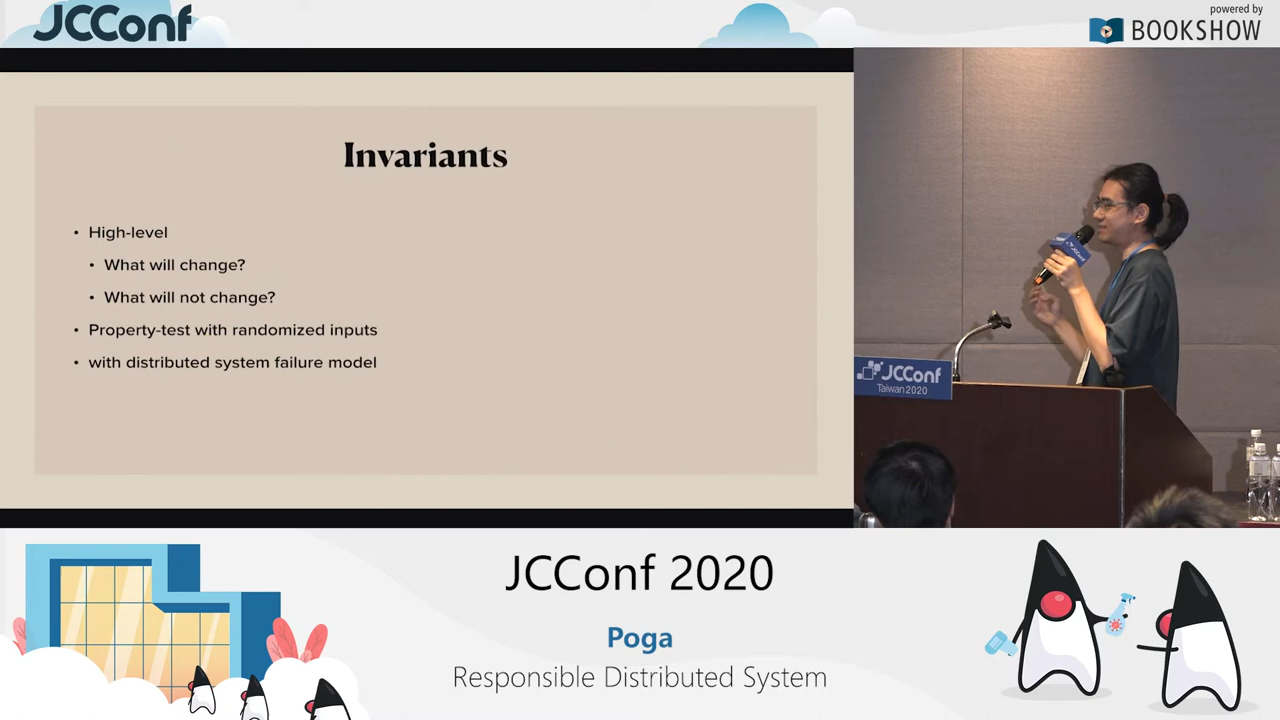 JCConf
powered by
BOOKSHOW
Invariants
• High-level
• What will change?
• What will not change?
• Property-test with randomized inputs
• with distributed system failure model
JCConf
JCConf
Taiwan 2020
JCConf 2020
Poga
Responsible Distributed System